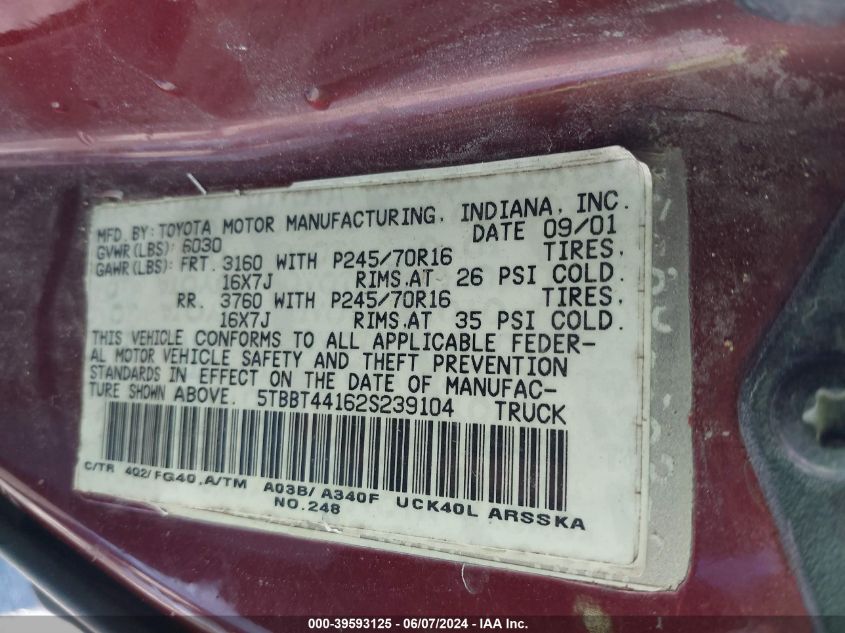 MFD. BY: TOYOTA MOTOR MANUFACTURING, INDIANA, INC.
GVWR(LBS): 6030 DATE 09/01
GAWR(LBS): FRT. 3160 WITH P245/70R16 TIRES,
16X7J RIMS.AT 26 PSI COLD.
RR. 3760 WITH P245/70R16 TIRES,
16X7J RIMS.AT 35 PSI COLD.
THIS VEHICLE CONFORMS TO ALL APPLICABLE FEDER-
AL MOTOR VEHICLE SAFETY AND THEFT PREVENTION
STANDARDS IN EFFECT ON THE DATE OF MANUFAC-
TURE SHOWN ABOVE. 5TBBT44162S239104 TRUCK
C/TR 4Q2/FG40,A/TM A03B/A340F UCK40L ARSSKA
NO.248
000-39593125 - 06/07/2024 - IAA Inc.